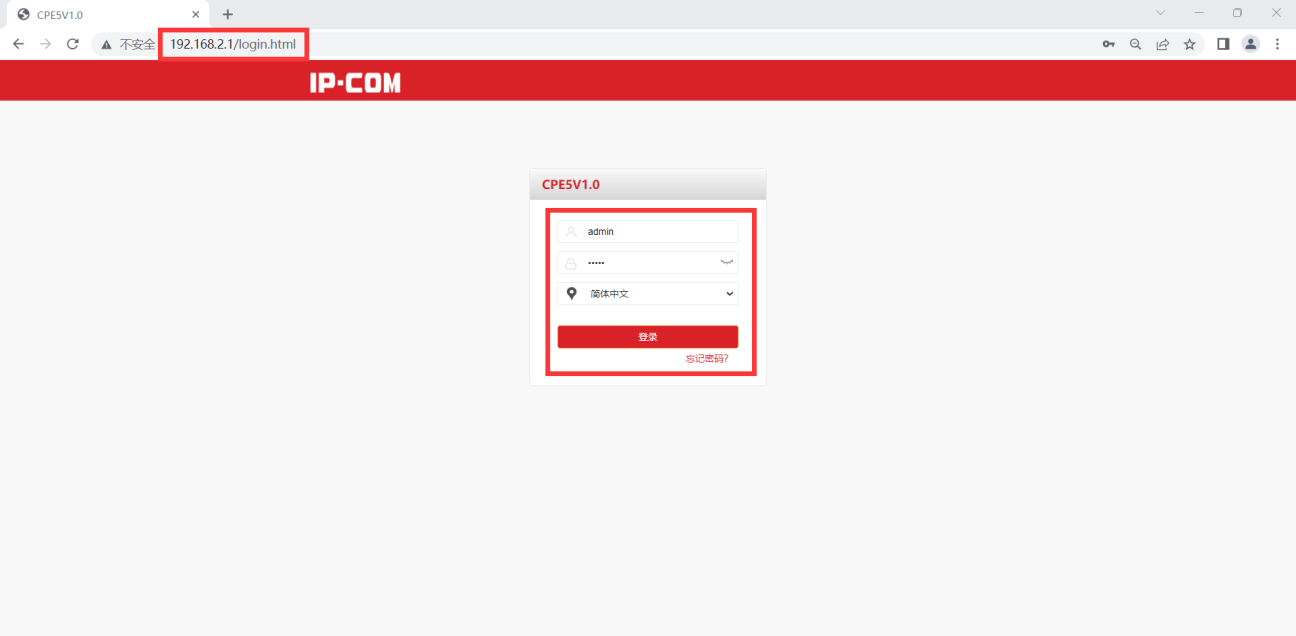 CPE5V1.0
不安全 192.168.2.1/login.html
IP-COM
CPE5V1.0
admin
•••••
简体中文
登录
忘记密码?